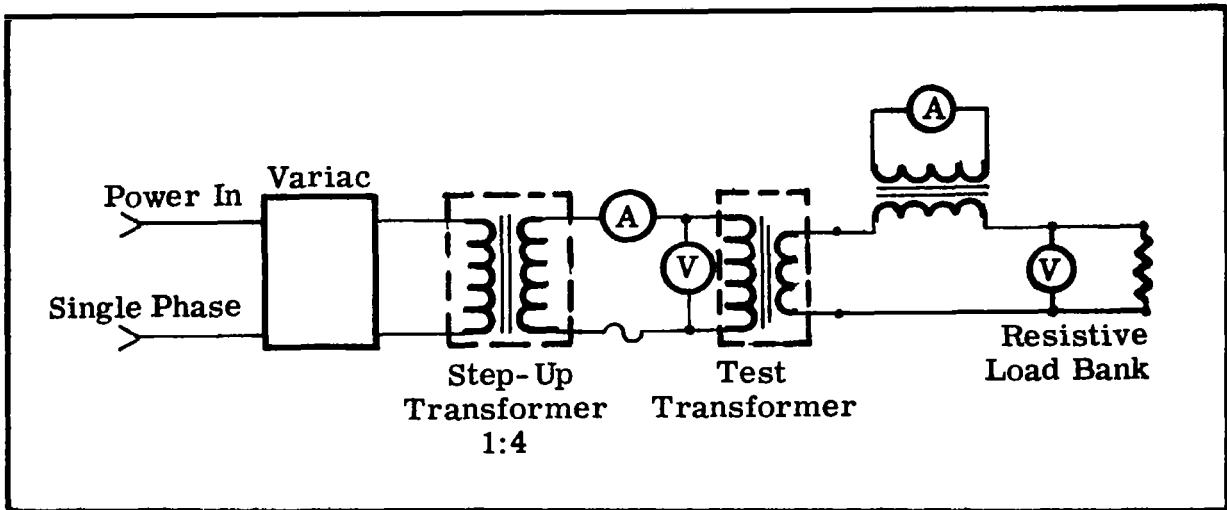 A
Variac
Power In
A
V
V
Single Phase
Step-Up
Transformer
1:4
Test
Transformer
Resistive
Load Bank